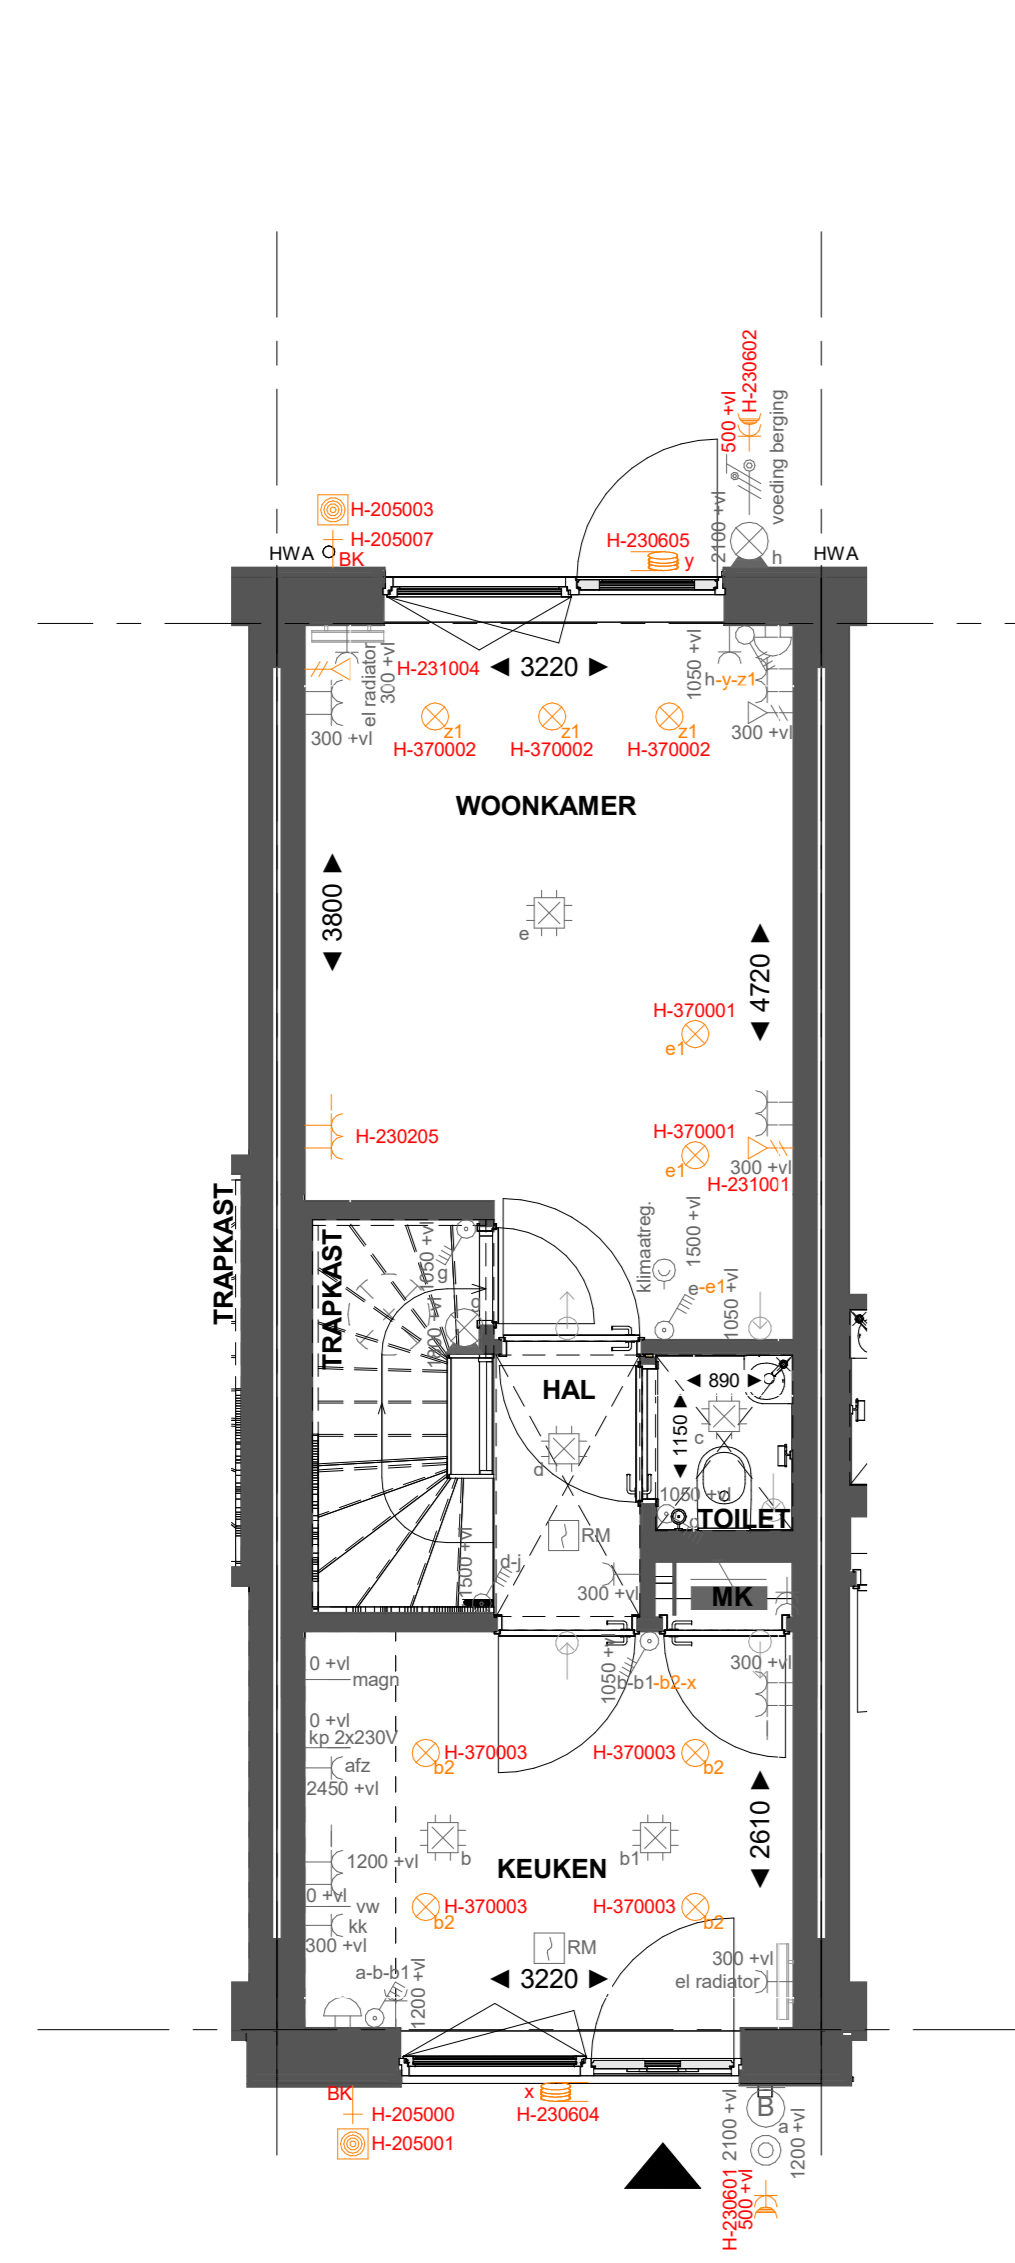 H-230602
500 +vl
voeding berging
2100 +vl
h
H-205003
H-205007
HWA
BK
H-230605
y
HWA
el radiator
300 +vl
300 +vl
H-231004
3220
1050 +vl
h-y-z1
300 +vl
z1
z1
z1
H-370002
H-370002
H-370002
WOONKAMER
3800
e
4720
H-370001
e1
H-230205
H-370001
e1
300 +vl
H-231001
TRAPKAST
TRAPKAST
1050 +vl
g
g
klimaatreg.
1500 +vl
e-e1
1050 +vl
HAL
890
1150
c
d
1050 +vl
TOILET
RM
d-j
1500 +vl
300 +vl
MK
0 +vl
magn
1050 +vl
b-b1-b2-x
300 +vl
0 +vl
kp 2x230V
afz
2450 +vl
H-370003
b2
H-370003
b2
2610
b
b1
1200 +vl
KEUKEN
0 +vl
vw
kk
300 +vl
H-370003
b2
H-370003
b2
RM
a-b-b1
1200 +vl
3220
300 +vl
el radiator
BK
H-205000
H-205001
x
H-230604
B
a
2100 +vl
1200 +vl
H-230601
500 +vl